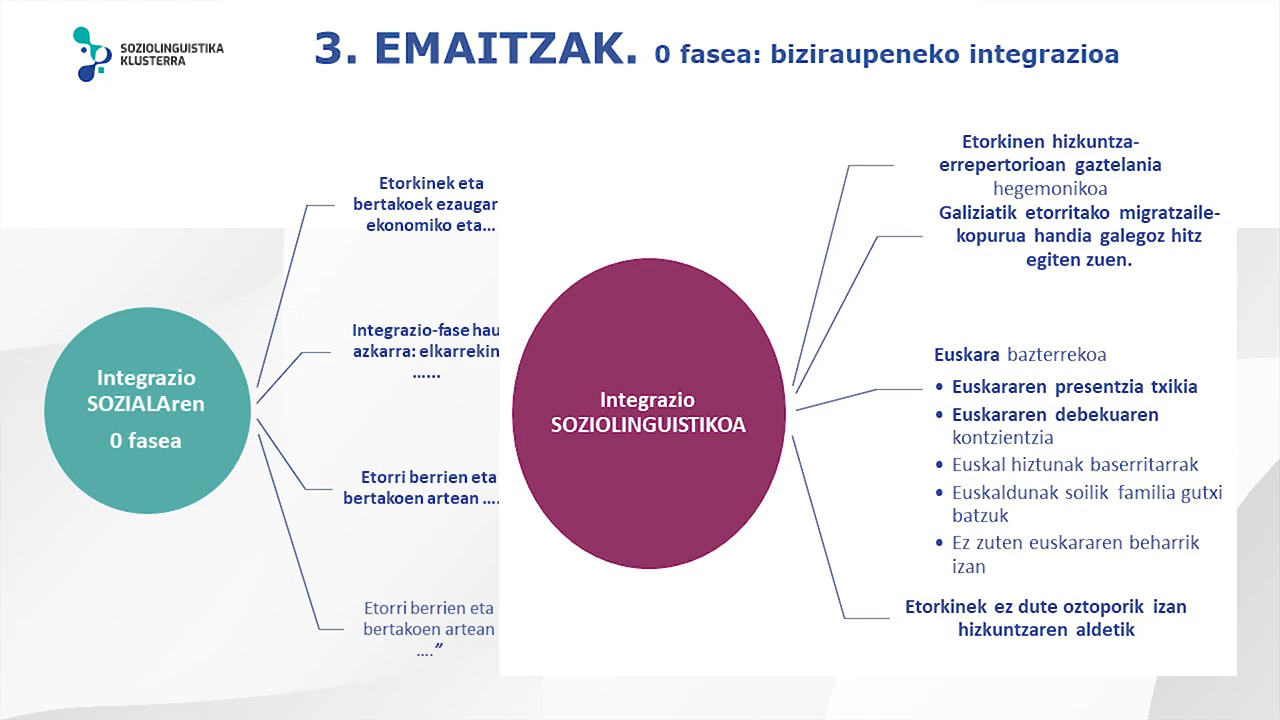 SOZIOLINGUISTIKA
KLUSTERRA
3. EMAITZAK. 0 fasea: biziraupeneko integrazioa
Integrazio
SOZIALAren
0 fasea
Etorkinek eta
bertakoek ezaugar
ekonomiko eta...
Integrazio-fase hau
azkarra: elkarrekin
......
Etorri berrien eta
bertakoen artean ....
Etorri berrien eta
bertakoen artean
....”
Integrazio
SOZIOLINGUISTIKOA
Etorkinen hizkuntza-
errepertorioan gaztelania
hegemonikoa
Galiziatik etorritako migratzaile-
kopurua handia galegoz hitz
egiten zuen.
Euskara bazterrekoa
• Euskararen presentzia txikia
• Euskararen debekuaren
kontzientzia
• Euskal hiztunak baserritarrak
• Euskaldunak soilik familia gutxi
batzuk
• Ez zuten euskararen beharrik
izan
Etorkinek ez dute oztoporik izan
hizkuntzaren aldetik